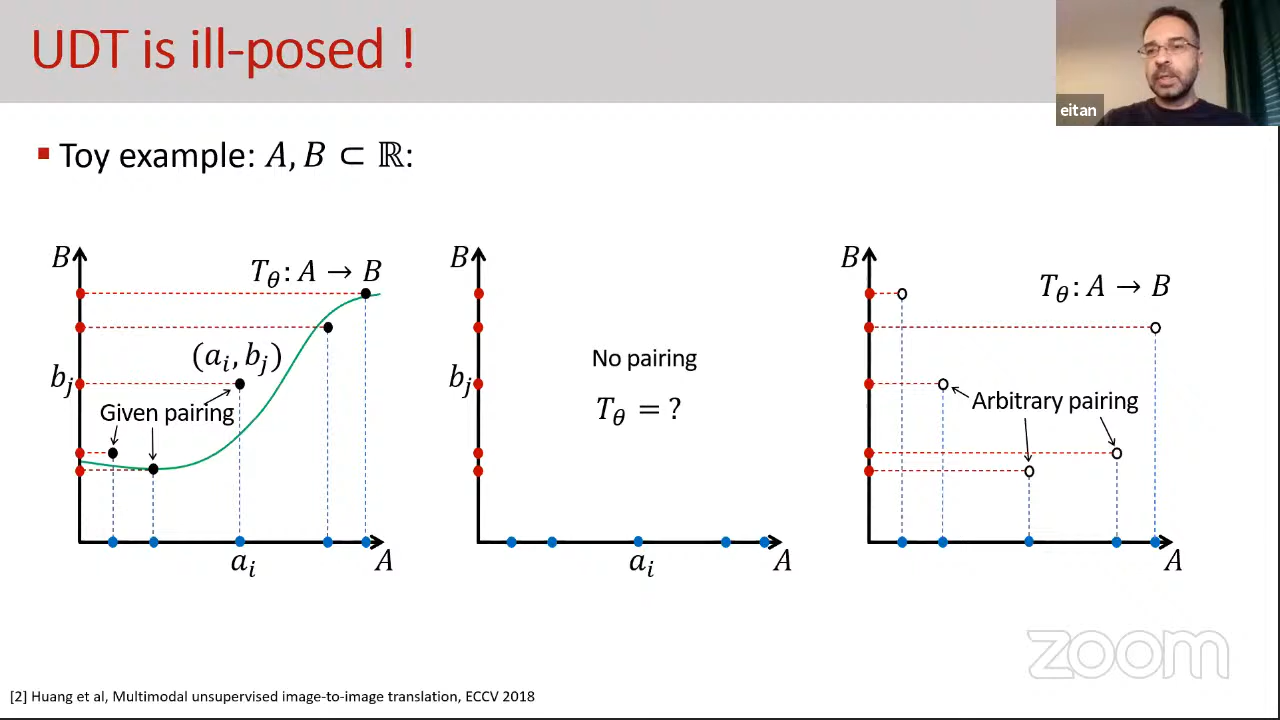 UDT is ill-posed !
eitan
Toy example: A, B ⊂ ℝ:
B
T_θ: A → B
(a_i, b_j)
b_j
Given pairing
a_i
A
B
b_j
No pairing
T_θ = ?
a_i
A
B
T_θ: A → B
Arbitrary pairing
A
zoom
[2] Huang et al, Multimodal unsupervised image-to-image translation, ECCV 2018